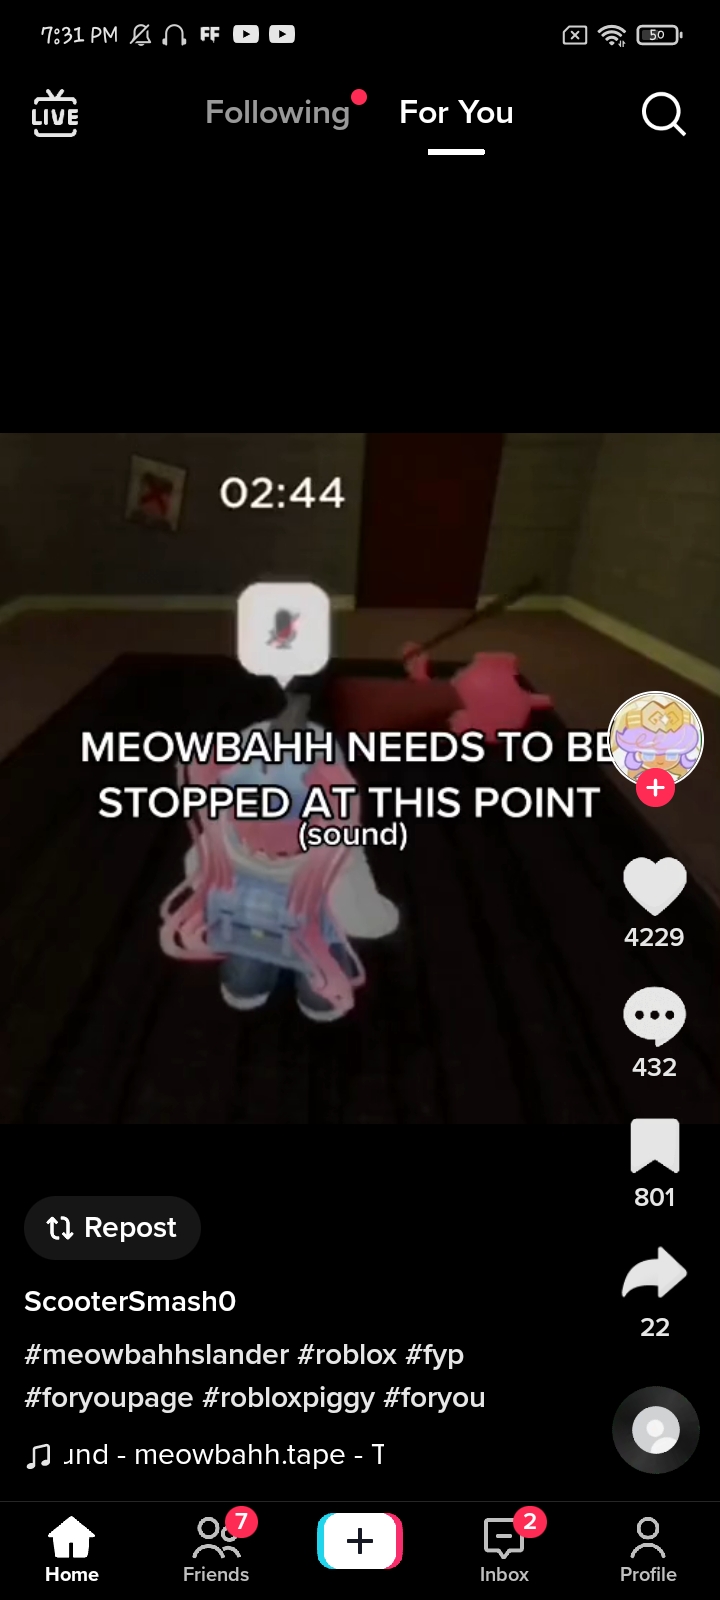 7:31 PM FF 50
LIVE Following For You
02:44
MEOWBAHH NEEDS TO BE
STOPPED AT THIS POINT
(sound)
4229
432
801
Repost
22
ScooterSmash0
#meowbahhslander #roblox #fyp
#foryoupage #robloxpiggy #foryou
und - meowbahh.tape - T
7 2
Home Friends Inbox Profile